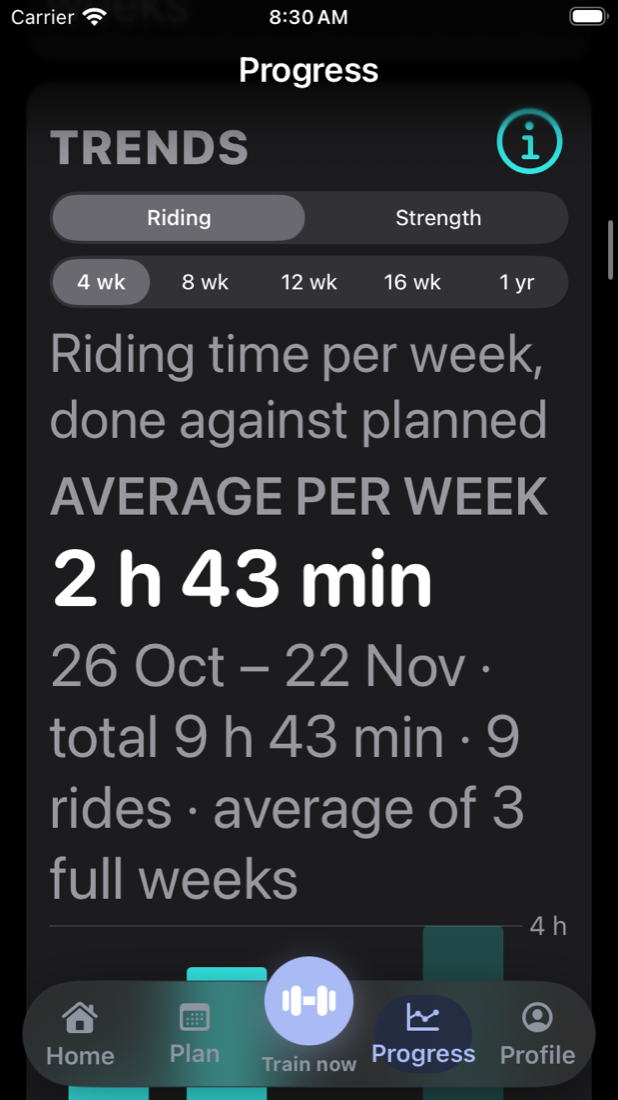 Carrier
8:30 AM
Progress
TRENDS
Riding
Strength
4 wk
8 wk
12 wk
16 wk
1 yr
Riding time per week,
done against planned
AVERAGE PER WEEK
2 h 43 min
26 Oct – 22 Nov ·
total 9 h 43 min · 9
rides · average of 3
full weeks
4 h
Home
Plan
Train now
Progress
Profile